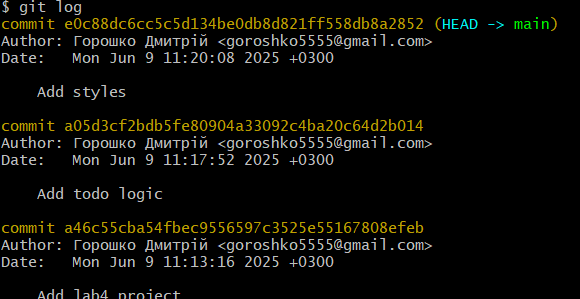 $ git log
commit e0c88dc6cc5c5d134be0db8d821ff558db8a2852 (HEAD -> main)
Author: Горошко Дмитрій <goroshko5555@gmail.com>
Date:   Mon Jun 9 11:20:08 2025 +0300
Add styles
commit a05d3cf2bdb5fe80904a33092c4ba20c64d2b014
Author: Горошко Дмитрій <goroshko5555@gmail.com>
Date:   Mon Jun 9 11:17:52 2025 +0300
Add todo logic
commit a46c55cba54fbec9556597c3525e55167808efeb
Author: Горошко Дмитрій <goroshko5555@gmail.com>
Date:   Mon Jun 9 11:13:16 2025 +0300
Add lab4 project